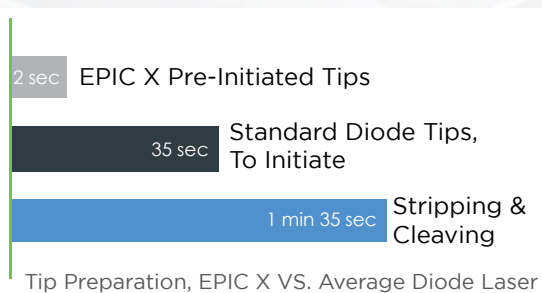 2 sec EPIC X Pre-Initiated Tips
35 sec Standard Diode Tips,
To Initiate
1 min 35 sec Stripping &
Cleaving
Tip Preparation, EPIC X VS. Average Diode Laser